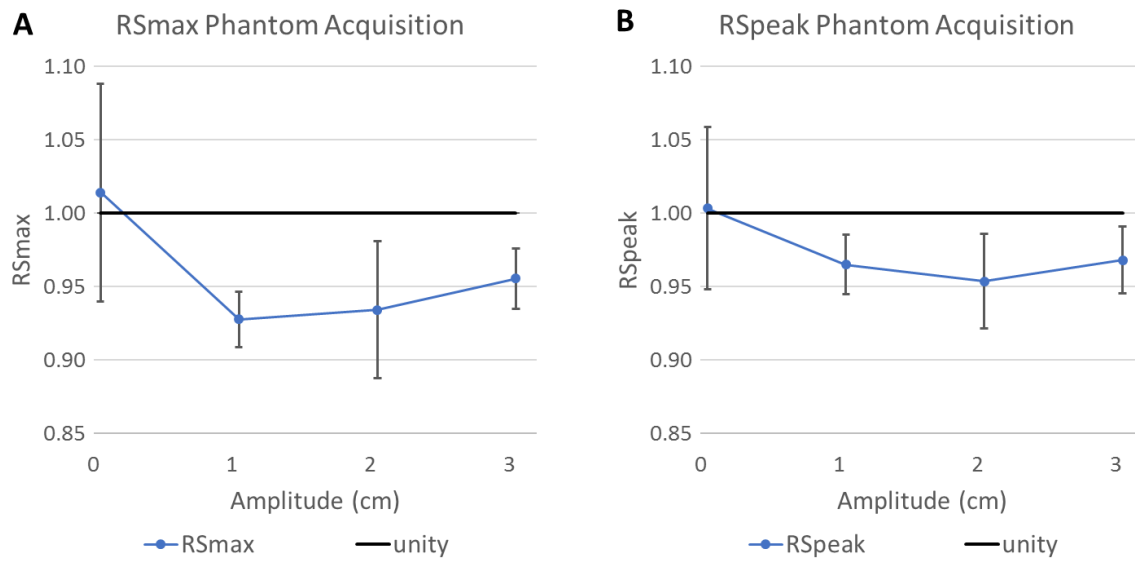 A
RSmax Phantom Acquisition
1.10
1.05
1.00
0.95
0.90
0.85
RSmax
0 1 2 3
Amplitude (cm)
RSmax unity
B
RSpeak Phantom Acquisition
1.10
1.05
1.00
0.95
0.90
0.85
RSpeak
0 1 2 3
Amplitude (cm)
RSpeak unity